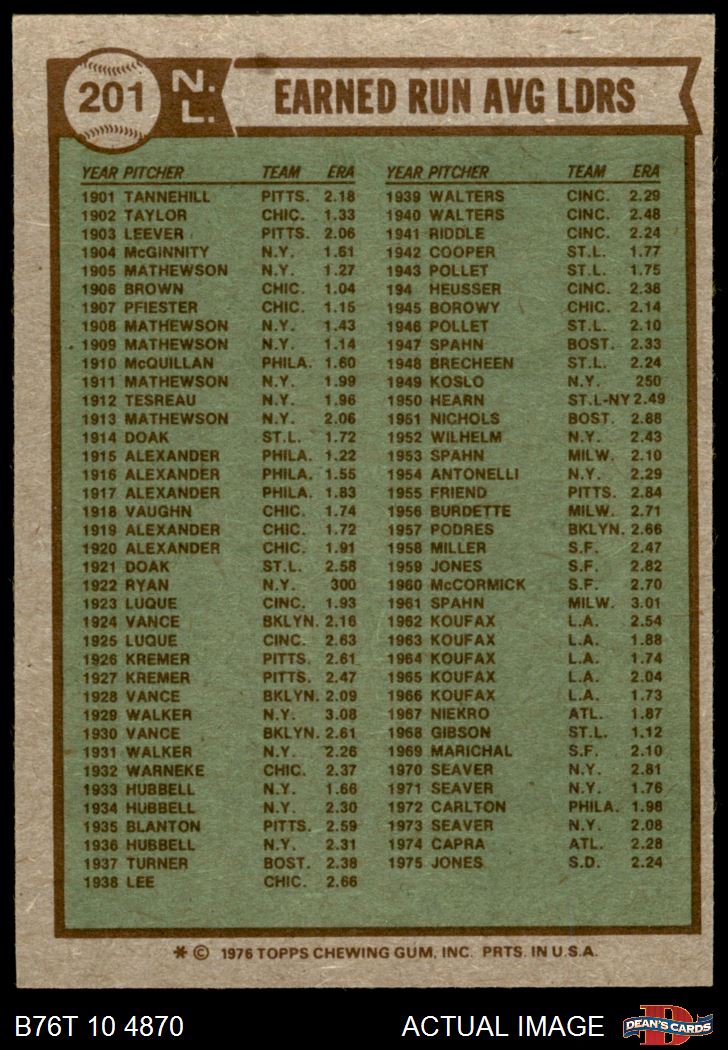 201 N.L. EARNED RUN AVG LDRS
YEAR PITCHER TEAM ERA
1901 TANNEHILL PITTS. 2.18
1902 TAYLOR CHIC. 1.33
1903 LEEVER PITTS. 2.06
1904 McGINNITY N.Y. 1.61
1905 MATHEWSON N.Y. 1.27
1906 BROWN CHIC. 1.04
1907 PFIESTER CHIC. 1.15
1908 MATHEWSON N.Y. 1.43
1909 MATHEWSON N.Y. 1.14
1910 McQUILLAN PHILA. 1.60
1911 MATHEWSON N.Y. 1.99
1912 TESREAU N.Y. 1.96
1913 MATHEWSON N.Y. 2.06
1914 DOAK ST.L. 1.72
1915 ALEXANDER PHILA. 1.22
1916 ALEXANDER PHILA. 1.55
1917 ALEXANDER PHILA. 1.83
1918 VAUGHN CHIC. 1.74
1919 ALEXANDER CHIC. 1.72
1920 ALEXANDER CHIC. 1.91
1921 DOAK ST.L. 2.58
1922 RYAN N.Y. 300
1923 LUQUE CINC. 1.93
1924 VANCE BKLYN. 2.16
1925 LUQUE CINC. 2.63
1926 KREMER PITTS. 2.61
1927 KREMER PITTS. 2.47
1928 VANCE BKLYN. 2.09
1929 WALKER N.Y. 3.08
1930 VANCE BKLYN. 2.61
1931 WALKER N.Y. 2.26
1932 WARNEKE CHIC. 2.37
1933 HUBBELL N.Y. 1.66
1934 HUBBELL N.Y. 2.30
1935 BLANTON PITTS. 2.59
1936 HUBBELL N.Y. 2.31
1937 TURNER BOST. 2.38
1938 LEE CHIC. 2.66
YEAR PITCHER TEAM ERA
1939 WALTERS CINC. 2.29
1940 WALTERS CINC. 2.48
1941 RIDDLE CINC. 2.24
1942 COOPER ST.L. 1.77
1943 POLLET ST.L. 1.75
194 HEUSSER CINC. 2.38
1945 BOROWY CHIC. 2.14
1946 POLLET ST.L. 2.10
1947 SPAHN BOST. 2.33
1948 BRECHEEN ST.L. 2.24
1949 KOSLO N.Y. 250
1950 HEARN ST.L-NY 2.49
1951 NICHOLS BOST. 2.88
1952 WILHELM N.Y. 2.43
1953 SPAHN MILW. 2.10
1954 ANTONELLI N.Y. 2.29
1955 FRIEND PITTS. 2.84
1956 BURDETTE MILW. 2.71
1957 PODRES BKLYN. 2.66
1958 MILLER S.F. 2.47
1959 JONES S.F. 2.82
1960 McCORMICK S.F. 2.70
1961 SPAHN MILW. 3.01
1962 KOUFAX L.A. 2.54
1963 KOUFAX L.A. 1.88
1964 KOUFAX L.A. 1.74
1965 KOUFAX L.A. 2.04
1966 KOUFAX L.A. 1.73
1967 NIEKRO ATL. 1.87
1968 GIBSON ST.L. 1.12
1969 MARICHAL S.F. 2.10
1970 SEAVER N.Y. 2.81
1971 SEAVER N.Y. 1.76
1972 CARLTON PHILA. 1.98
1973 SEAVER N.Y. 2.08
1974 CAPRA ATL. 2.28
1975 JONES S.D. 2.24
* © 1976 TOPPS CHEWING GUM, INC. PRTS. IN U.S.A.
B76T 10 4870 ACTUAL IMAGE D DEAN'S CARDS